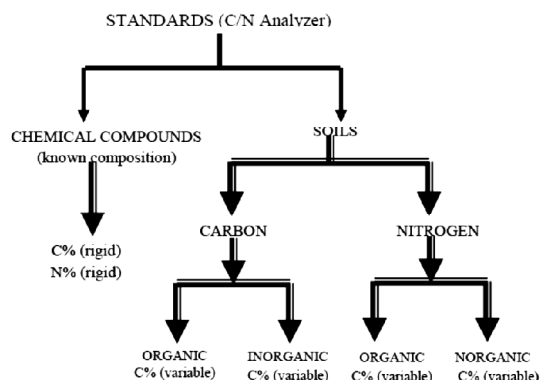 STANDARDS (C/N Analyzer)
CHEMICAL COMPOUNDS
(known composition)
SOILS
C% (rigid)
N% (rigid)
CARBON
NITROGEN
ORGANIC
C% (variable)
INORGANIC
C% (variable)
ORGANIC
C% (variable)
NORGANIC
C% (variable)